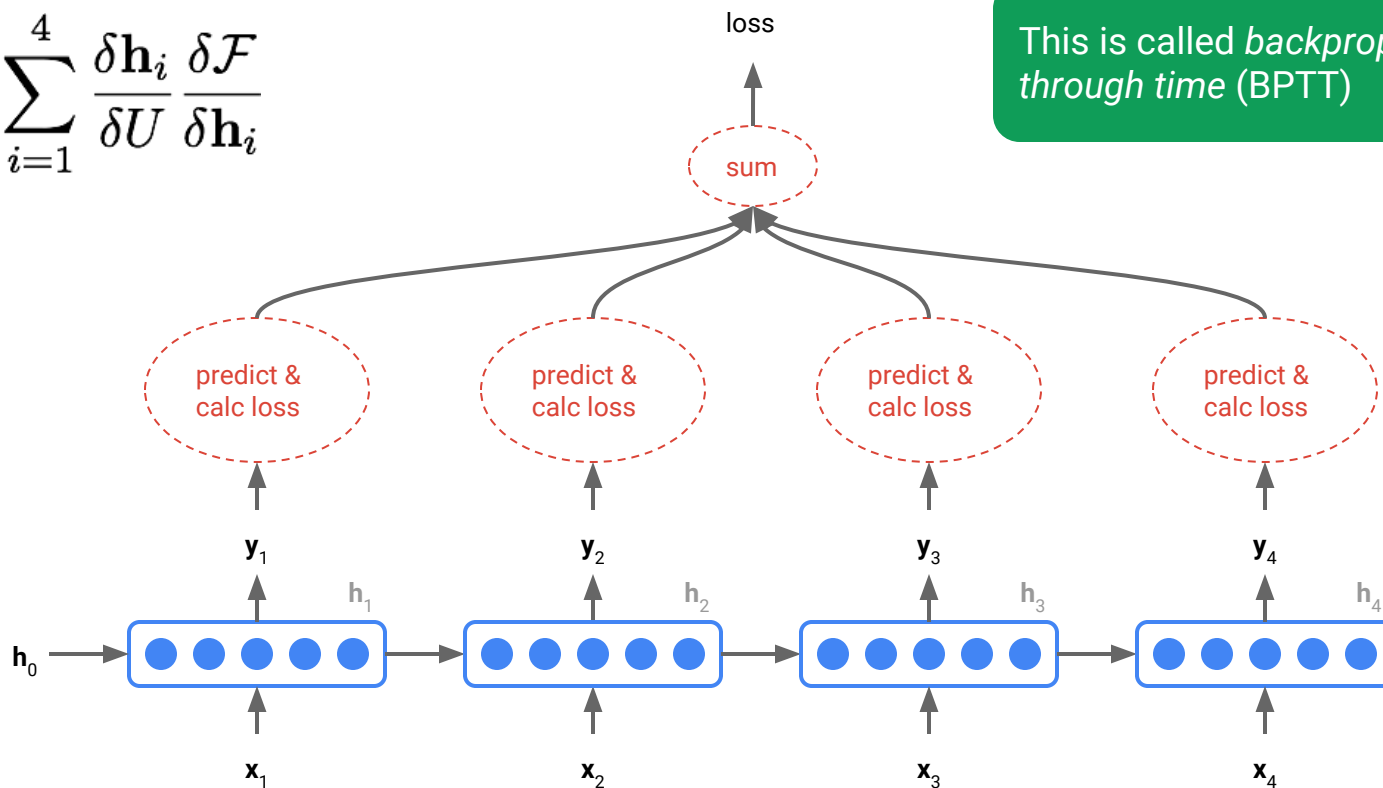 4
∑ δh_i/δU δℱ/δh_i
i=1
loss
This is called backprop
through time (BPTT)
sum
predict &
calc loss
predict &
calc loss
predict &
calc loss
predict &
calc loss
y₁
y₂
y₃
y₄
h₁
h₂
h₃
h₄
h₀
x₁
x₂
x₃
x₄